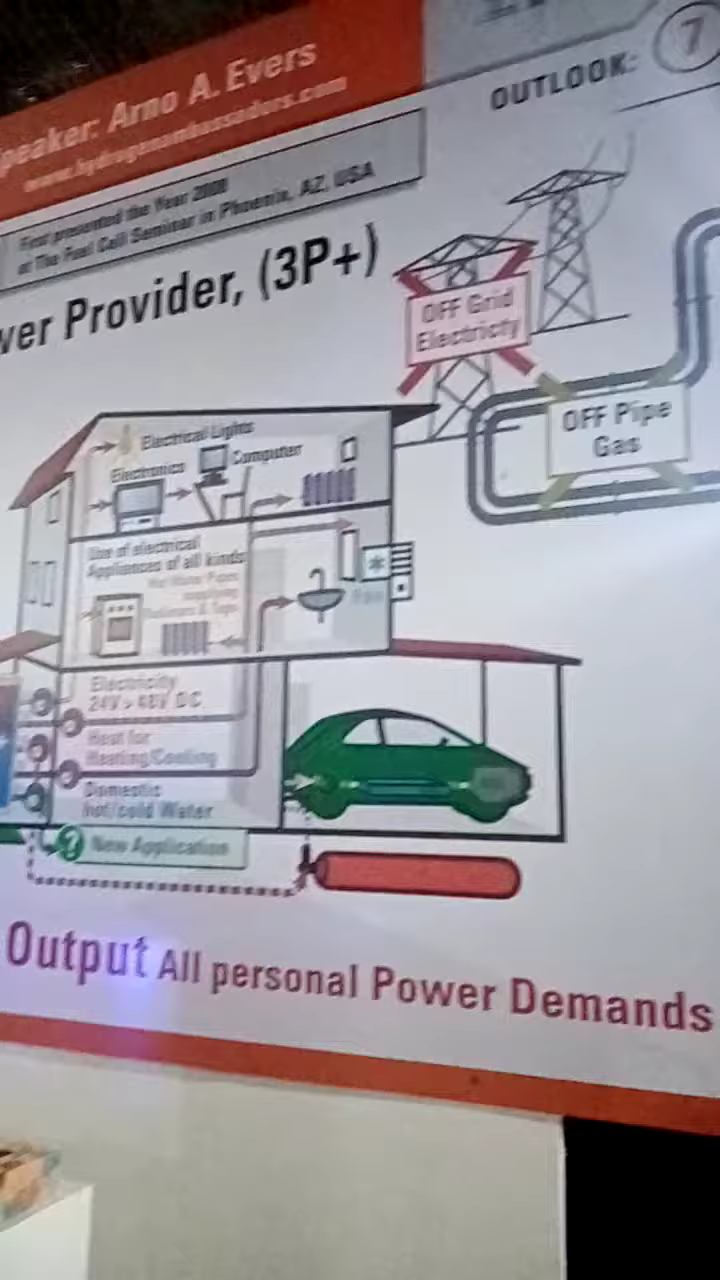 Speaker: Arno A. Evers
www.hydrogenambassadors.com
OUTLOOK: 7
First presented the Year 2000
at The Fuel Cell Seminar in Phoenix, AZ, USA
wer Provider, (3P+)
OFF Grid
Electricty
OFF Pipe
Gas
Electrical Lights
Electronics
Computer
Use of electrical
Appliances of all kinds
Electricity
24V > 48V DC
Heat for
Heating/Cooling
Domestic
hot/cold Water
? New Application
Output All personal Power Demands